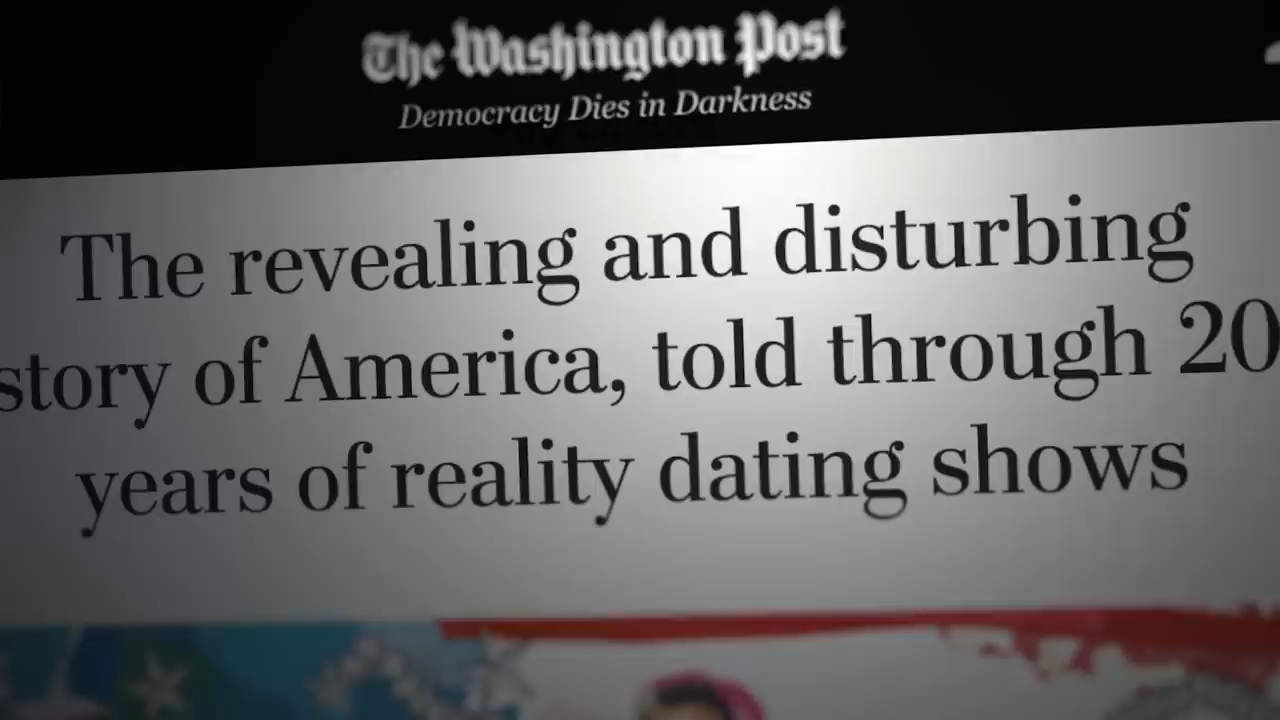 The Washington Post
Democracy Dies in Darkness
The revealing and disturbing
story of America, told through 20
years of reality dating shows